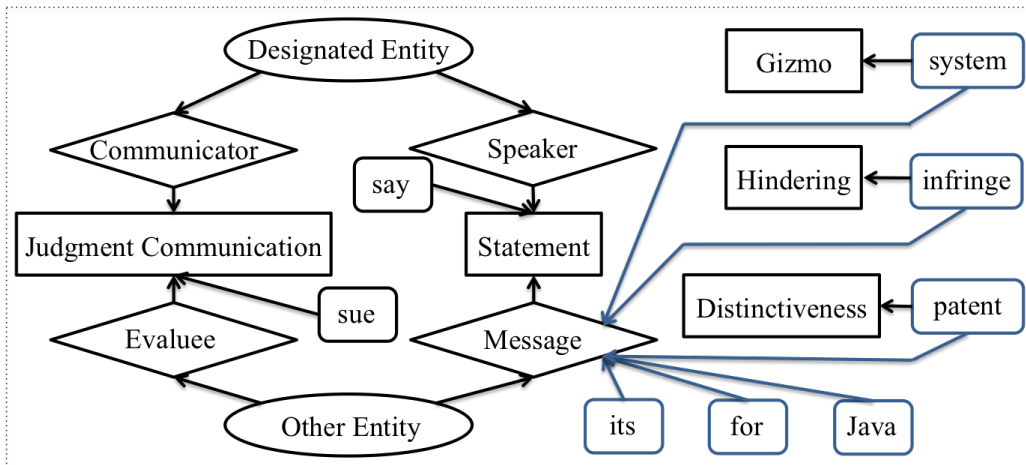 Designated Entity
Gizmo
system
Communicator
Speaker
say
Hindering
infringe
Judgment Communication
Statement
Distinctiveness
patent
sue
Evaluee
Message
its
for
Java
Other Entity